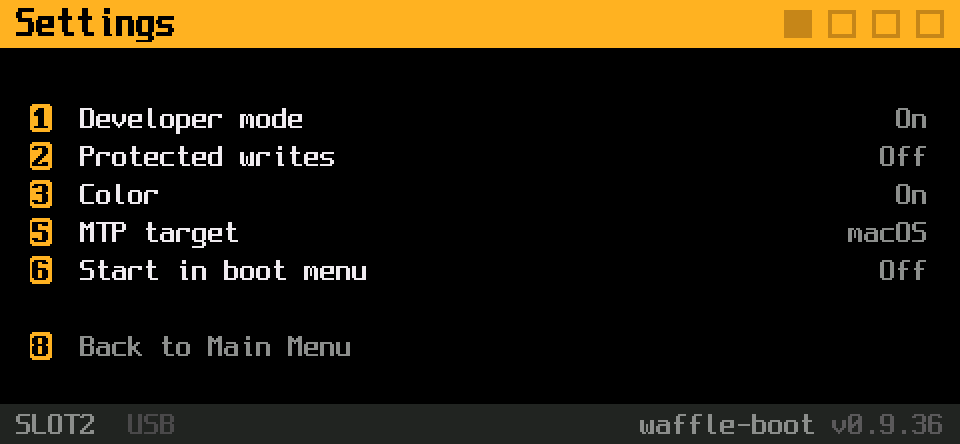 Settings
1 Developer mode On
2 Protected writes Off
3 Color On
5 MTP target macOS
6 Start in boot menu Off
8 Back to Main Menu
SLOT2 USB waffle-boot v0.9.36